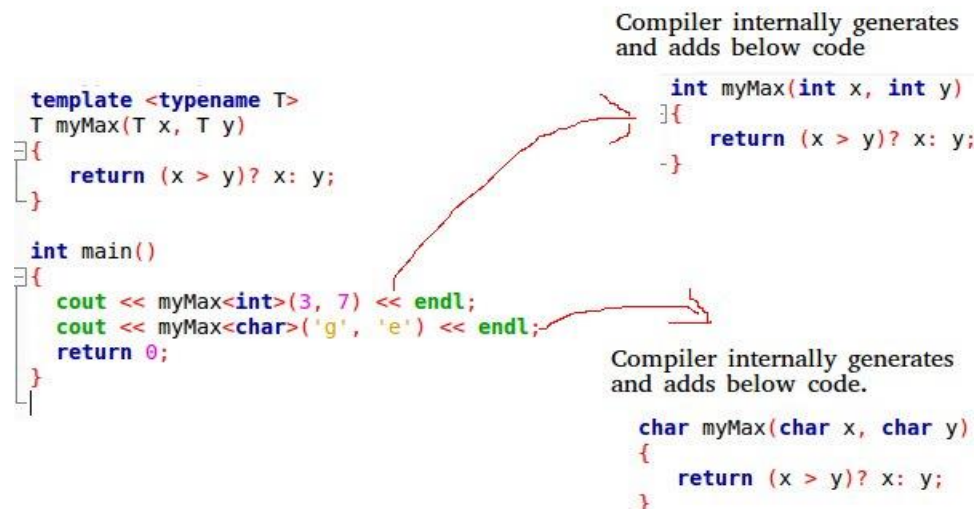 template <typename T>
T myMax(T x, T y)
{
return (x > y)? x: y;
}
int main()
{
cout << myMax<int>(3, 7) << endl;
cout << myMax<char>('g', 'e') << endl;
return 0;
}
Compiler internally generates
and adds below code
int myMax(int x, int y)
{
return (x > y)? x: y;
}
Compiler internally generates
and adds below code.
char myMax(char x, char y)
{
return (x > y)? x: y;
}